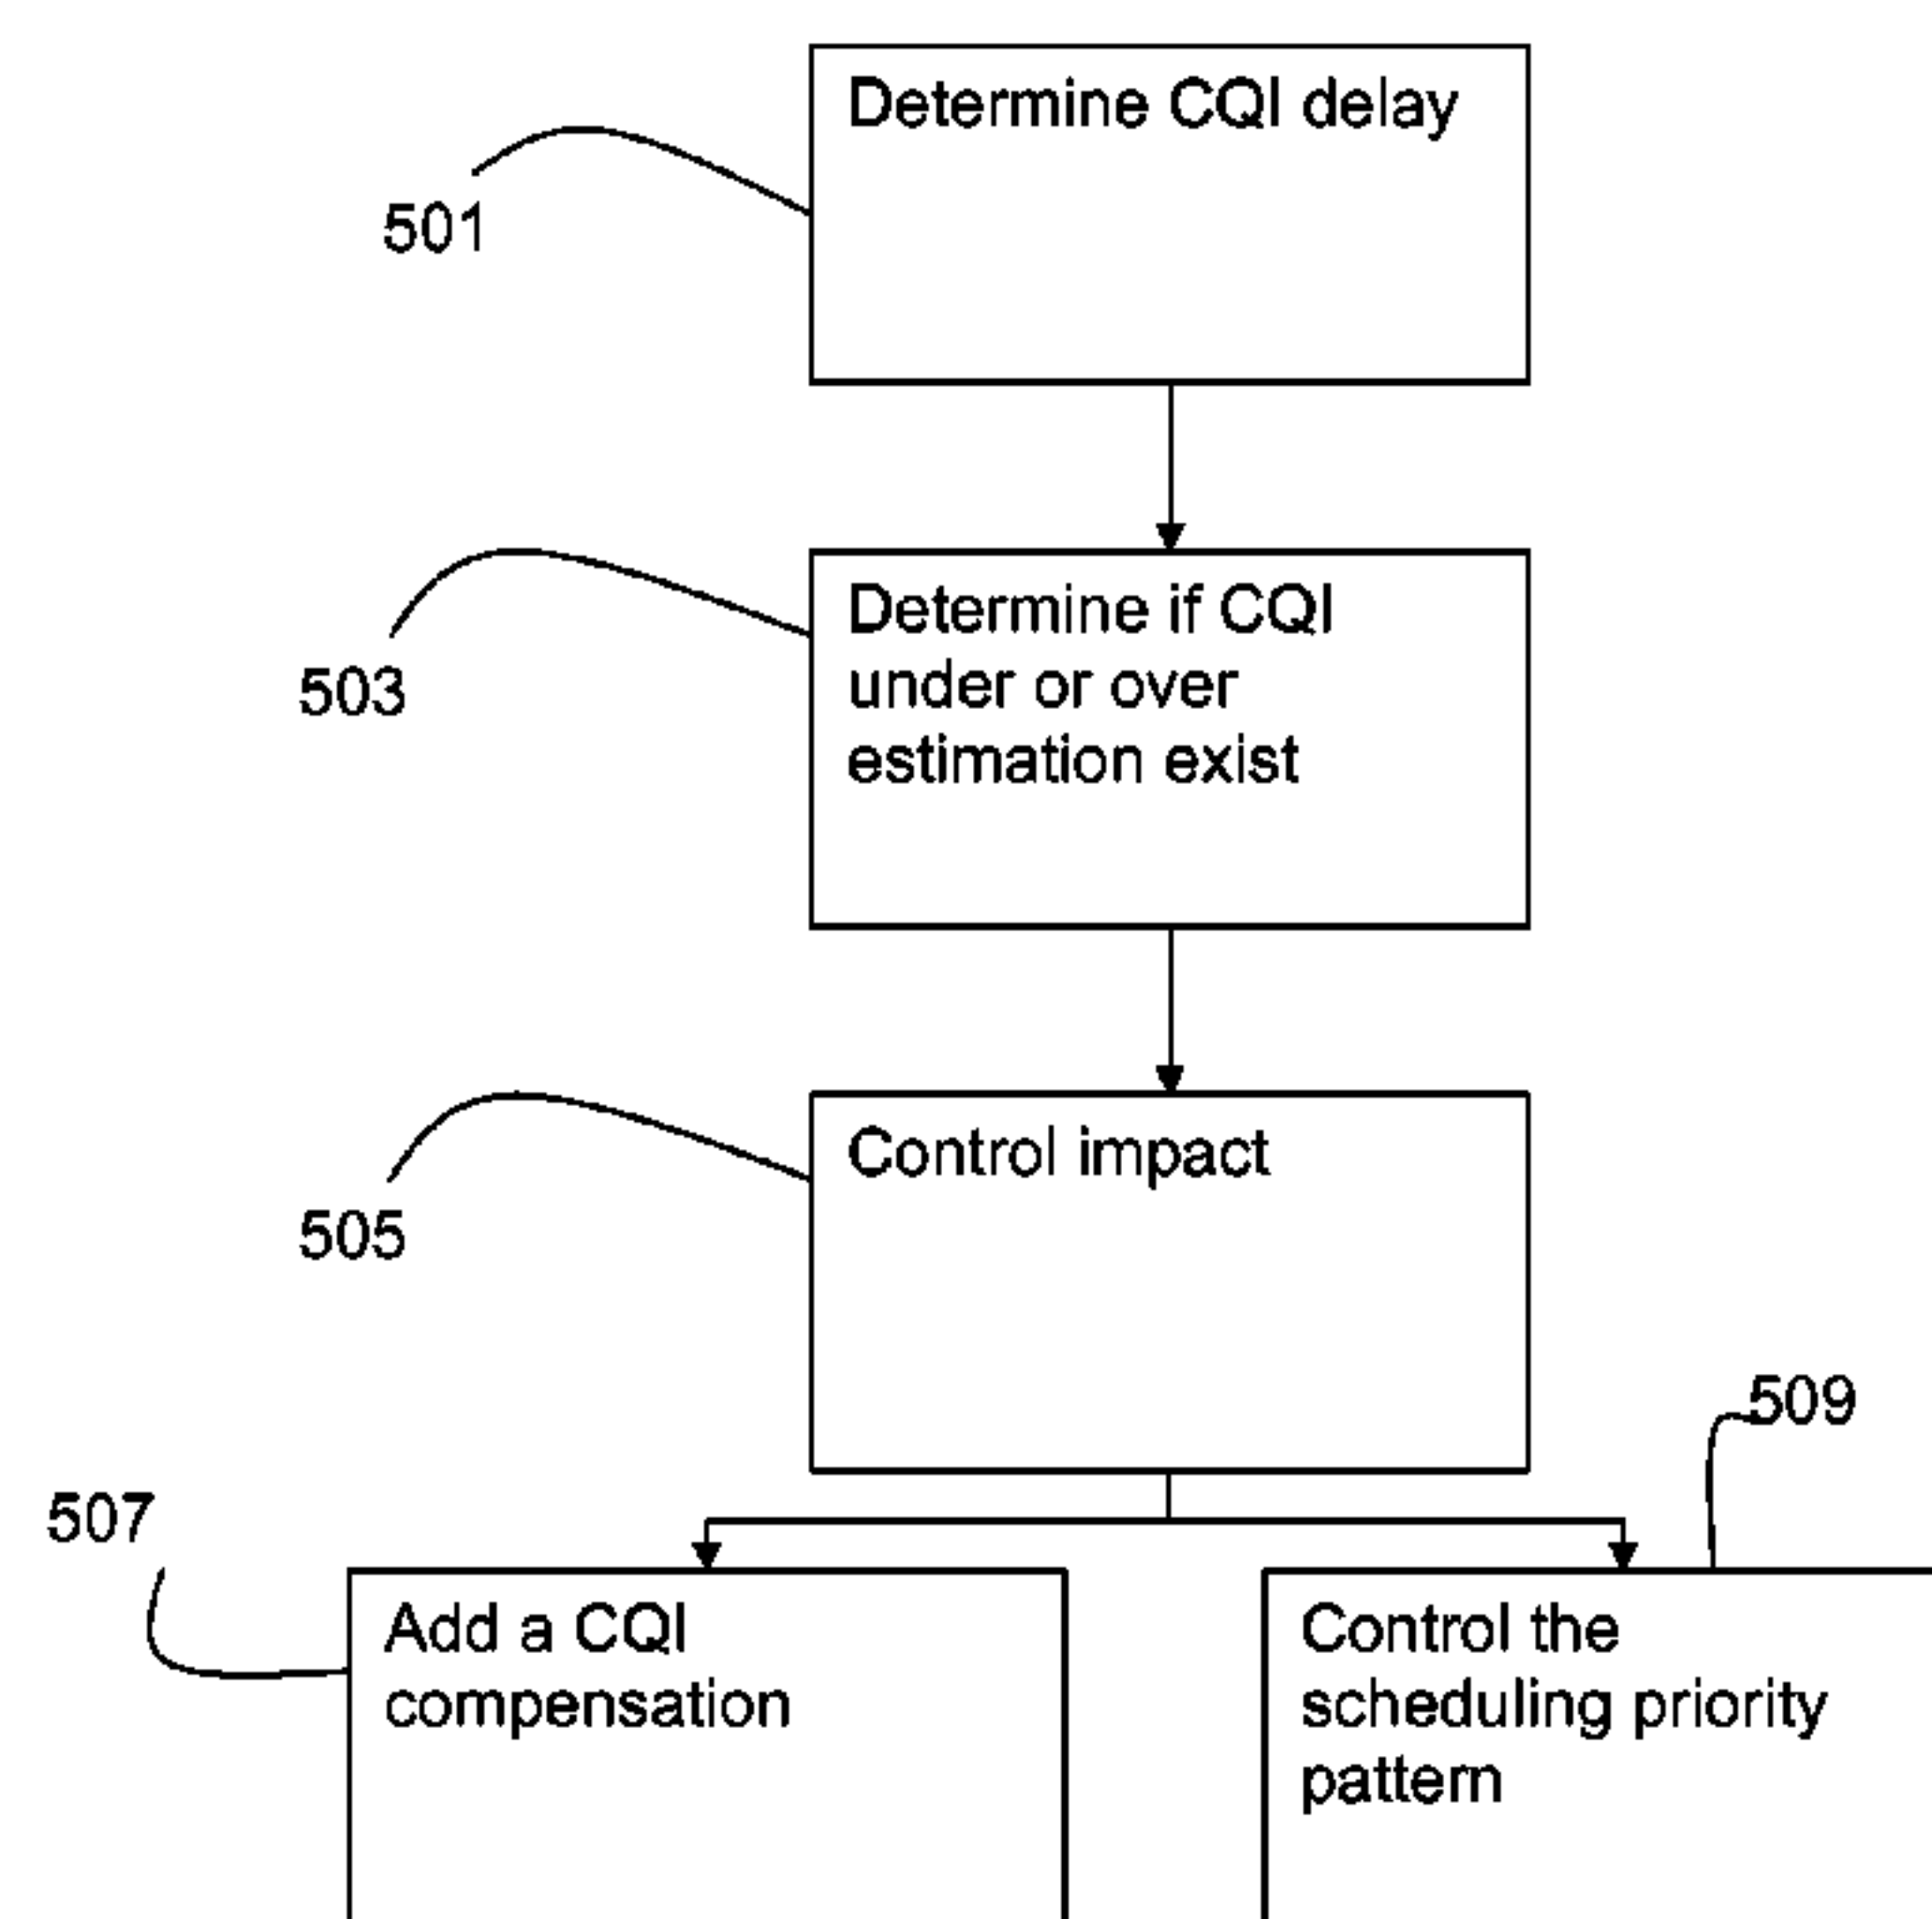 Determine CQI delay
501
Determine if CQI
under or over
estimation exist
503
Control impact
505
509
507
Add a CQI
compensation
Control the
scheduling priority
pattern